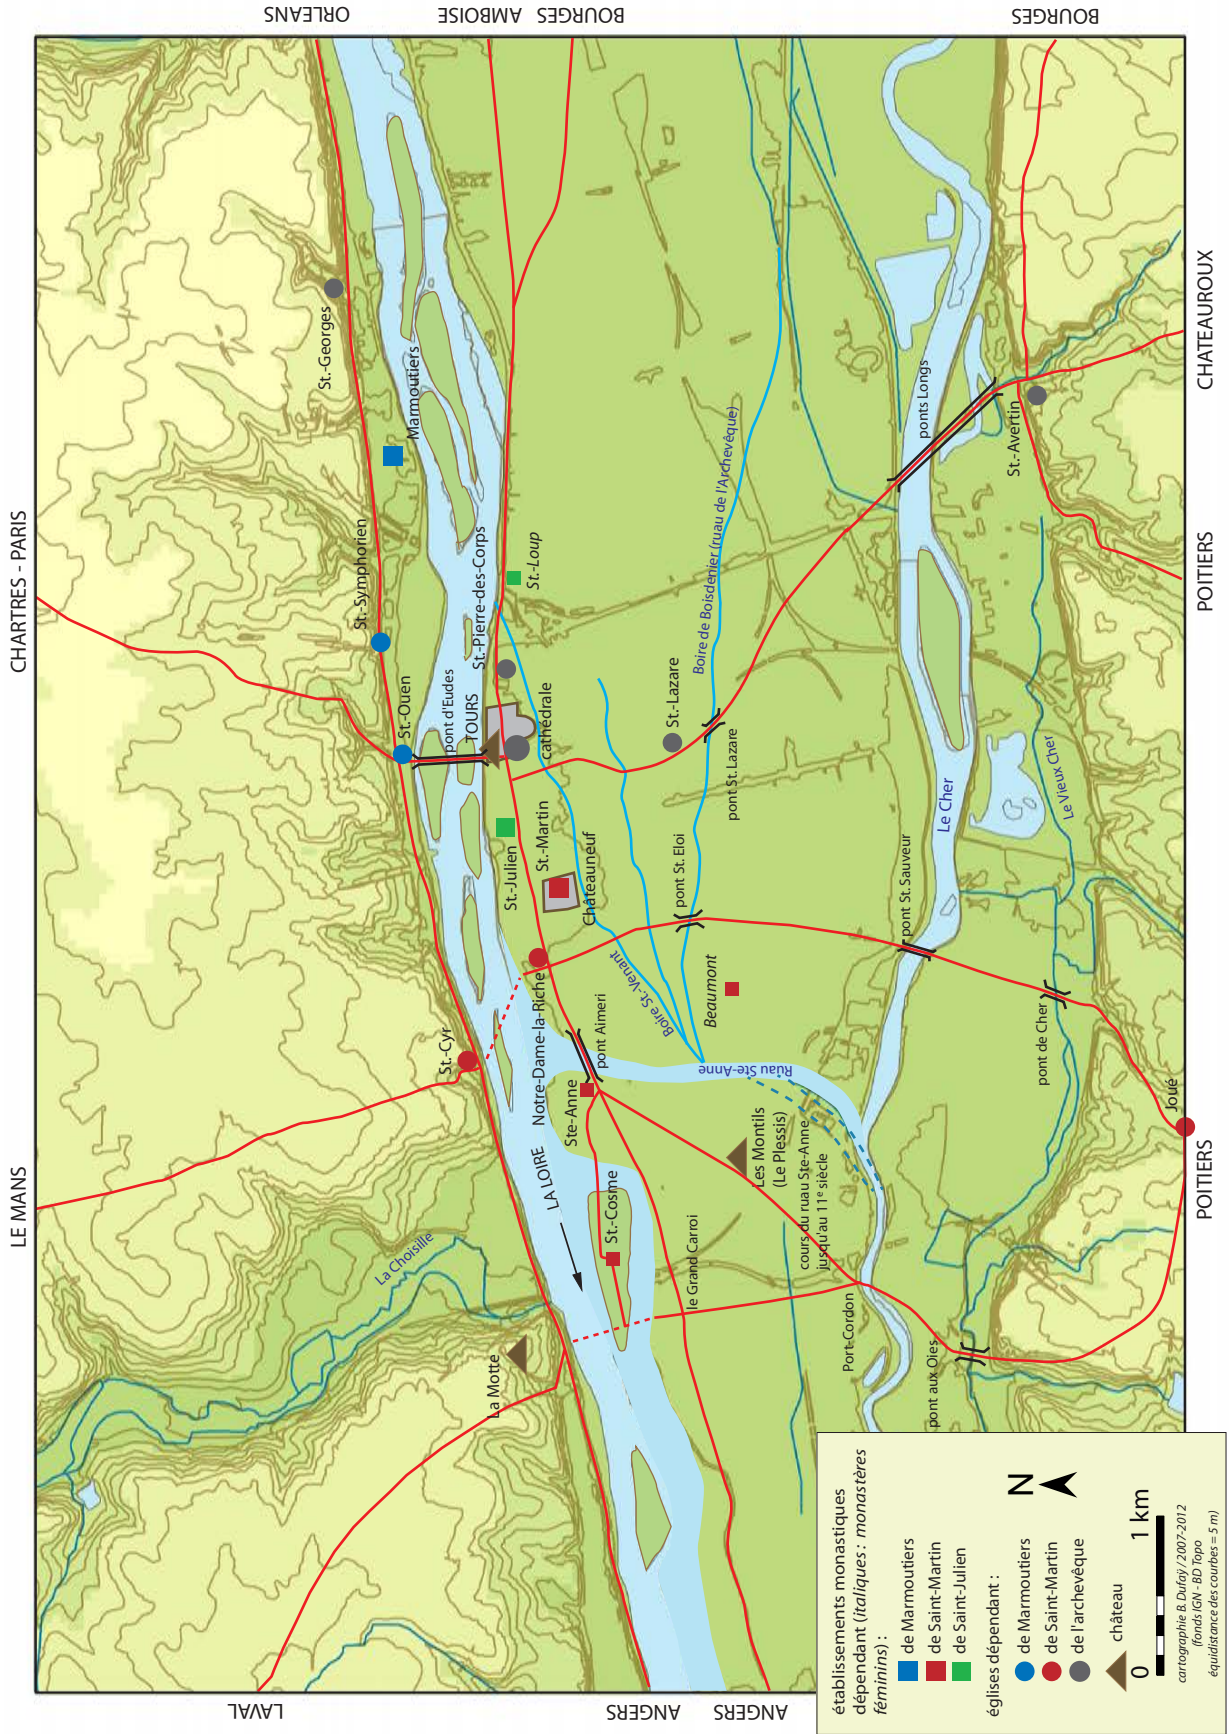 LE MANS
CHARTRES - PARIS
LAVAL
ORLEANS
AMBOISE
BOURGES
BOURGES
ANGERS
ANGERS
POITIERS
POITIERS
CHATEAUROUX
La Choisille
La Motte
St.-Cyr
St.-Ouen
St.-Symphorien
St.-Georges
Marmoutiers
LA LOIRE
pont d'Eudes
TOURS
St.-Pierre-des-Corps
St.-Loup
cathédrale
St.-Julien
St.-Martin
Châteauneuf
Notre-Dame-la-Riche
Ste-Anne
pont Aimeri
St.-Cosme
le Grand Carroi
Boire St.-Venant
Beaumont
pont St. Eloi
St.-Lazare
pont St. Lazare
Boire de Boisdenier (ruau de l'Archevêque)
Ruau Ste-Anne
Les Montils
(Le Plessis)
cours du ruau Ste-Anne
jusqu'au 11e siècle
Port-Cordon
pont aux Oies
pont St. Sauveur
Le Cher
ponts Longs
St.-Avertin
Le Vieux Cher
pont de Cher
Joué
établissements monastiques
dépendant (italiques : monastères
féminins) :
de Marmoutiers
de Saint-Martin
de Saint-Julien
églises dépendant :
de Marmoutiers
de Saint-Martin
de l'archevêque
château
N
0 1 km
cartographie B. Dufaÿ / 2007-2012
(fonds IGN - BD Topo
équidistance des courbes = 5 m)